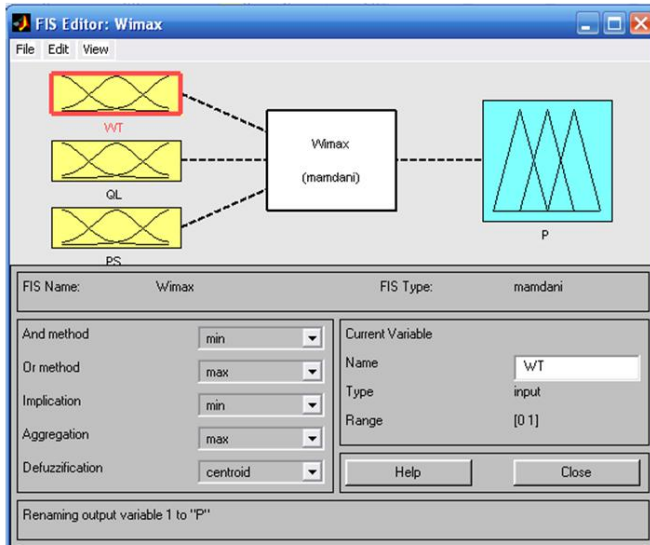 FIS Editor: Wimax
File Edit View
WT
QL
PS
Wimax
(mamdani)
P
FIS Name: Wimax FIS Type: mamdani
And method min
Or method max
Implication min
Aggregation max
Defuzzification centroid
Current Variable
Name WT
Type input
Range [0 1]
Help Close
Renaming output variable 1 to "P"